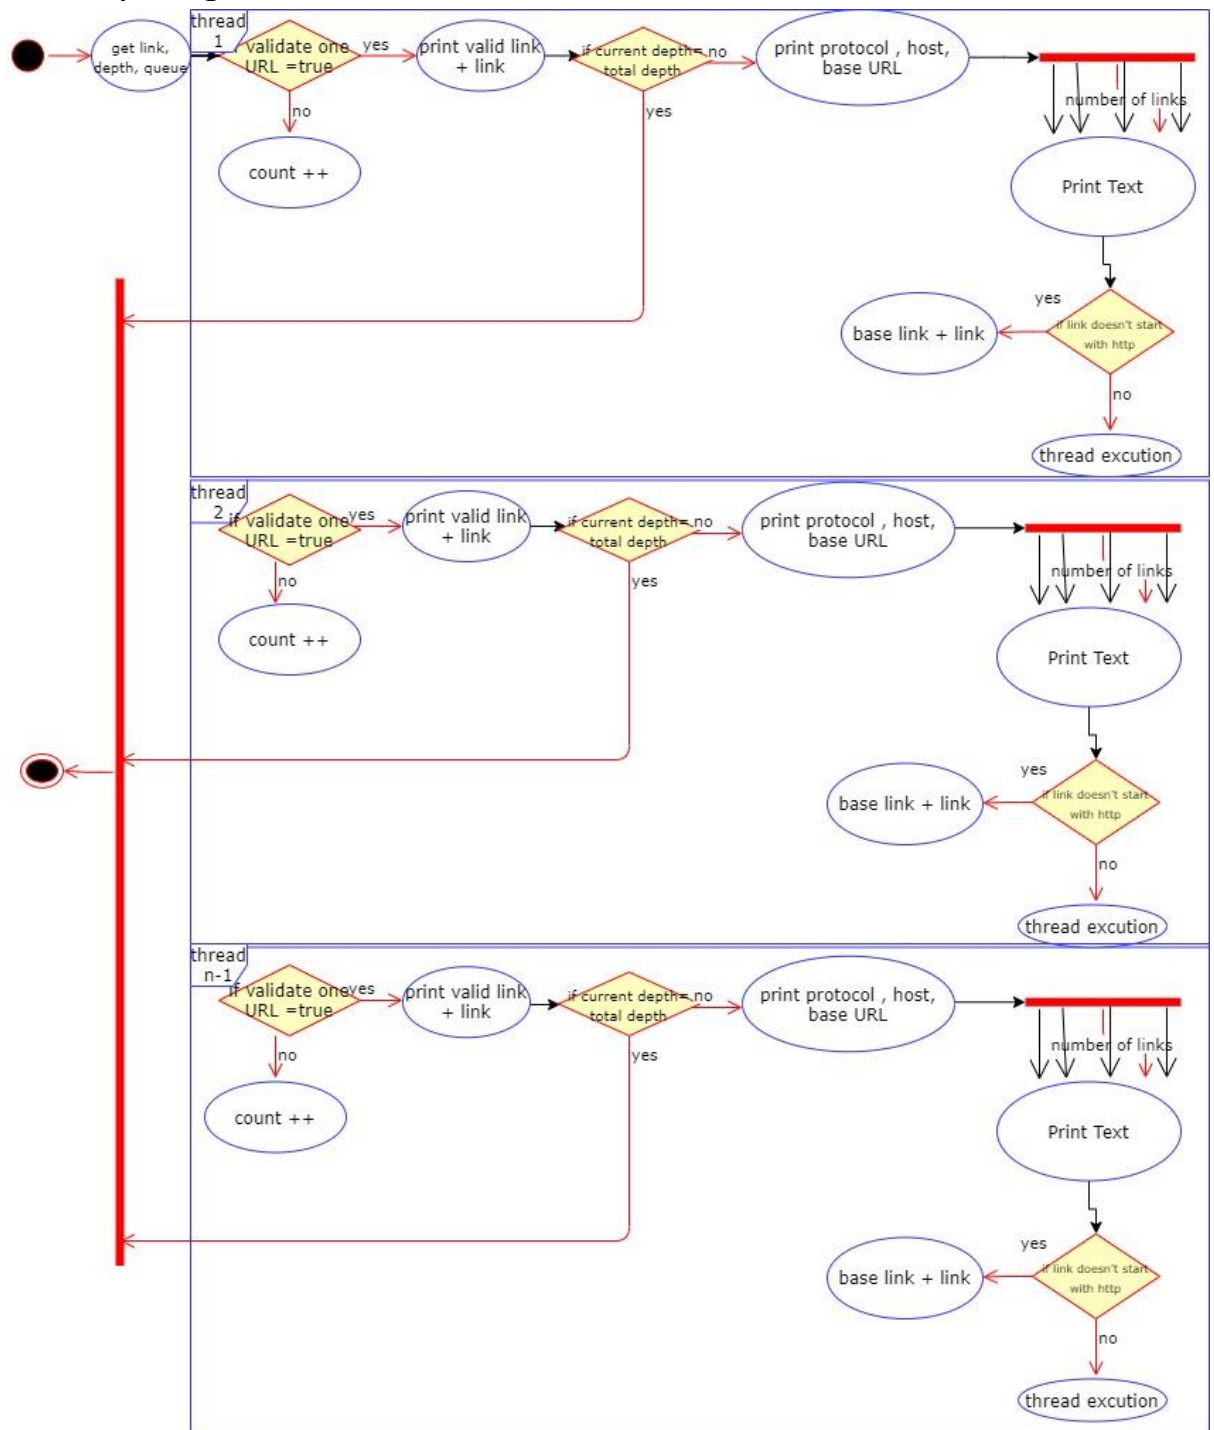 thread
1
get link,
depth, queue
if validate one
URL =true
yes
print valid link
+ link
if current depth=
total depth
no
print protocol , host,
base URL
number of links
no
yes
count ++
Print Text
yes
if link doesn't start
with http
base link + link
no
thread excution
thread
2
if validate one
URL =true
yes
print valid link
+ link
if current depth=
total depth
no
print protocol , host,
base URL
number of links
no
yes
count ++
Print Text
yes
if link doesn't start
with http
base link + link
no
thread excution
thread
n-1
if validate one
URL =true
yes
print valid link
+ link
if current depth=
total depth
no
print protocol , host,
base URL
number of links
no
yes
count ++
Print Text
yes
if link doesn't start
with http
base link + link
no
thread excution